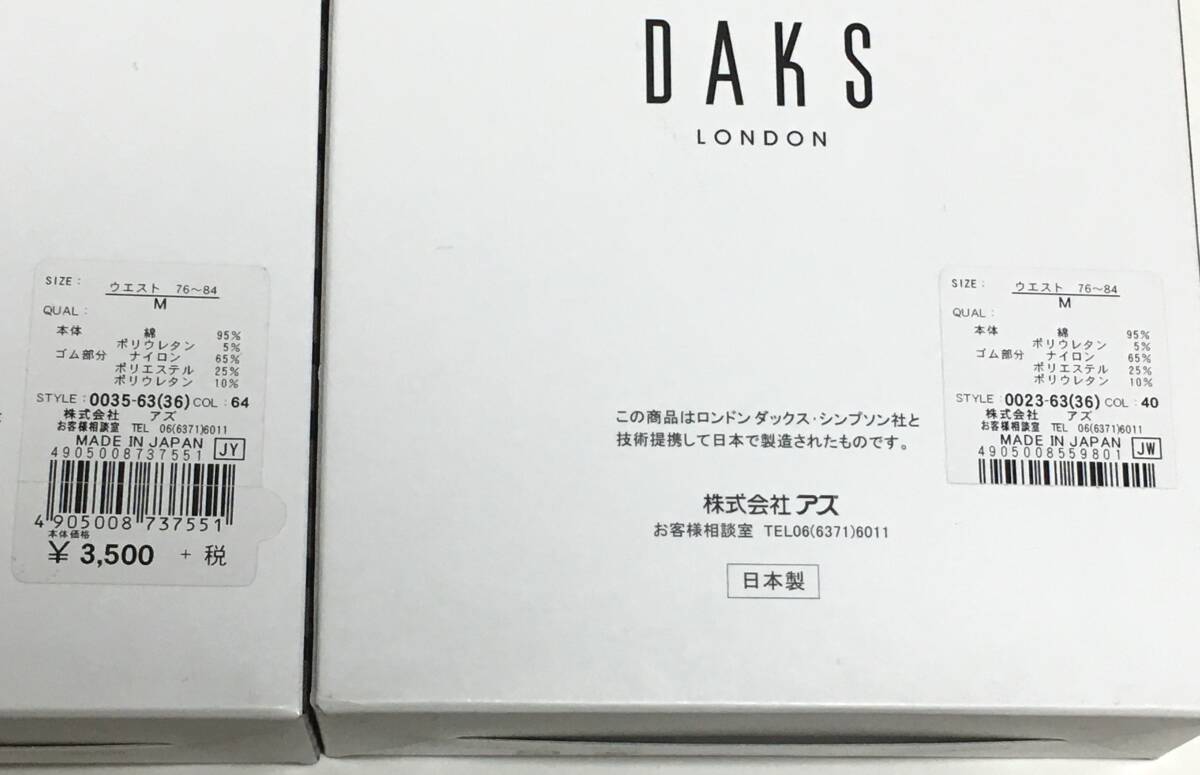 SIZE: ウエスト 76~84
M
QUAL:
本体 綿 95%
ポリウレタン 5%
ゴム部分 ナイロン 65%
ポリエステル 25%
ポリウレタン 10%
STYLE: 0035-63(36) COL: 64
株式会社 アズ
お客様相談室 TEL 06(6371)6011
MADE IN JAPAN
4905008737551 JY
4 905008 737551
本体価格
¥ 3,500 + 税
DAKS
LONDON
この商品はロンドンダックス・シンプソン社と
技術提携して日本で製造されたものです。
株式会社 アズ
お客様相談室 TEL06(6371)6011
日本製
SIZE: ウエスト 76~84
M
QUAL:
本体 綿 95%
ポリウレタン 5%
ゴム部分 ナイロン 65%
ポリエステル 25%
ポリウレタン 10%
STYLE: 0023-63(36) COL: 40
株式会社 アズ
お客様相談室 TEL 06(6371)6011
MADE IN JAPAN
4905008559801 JW